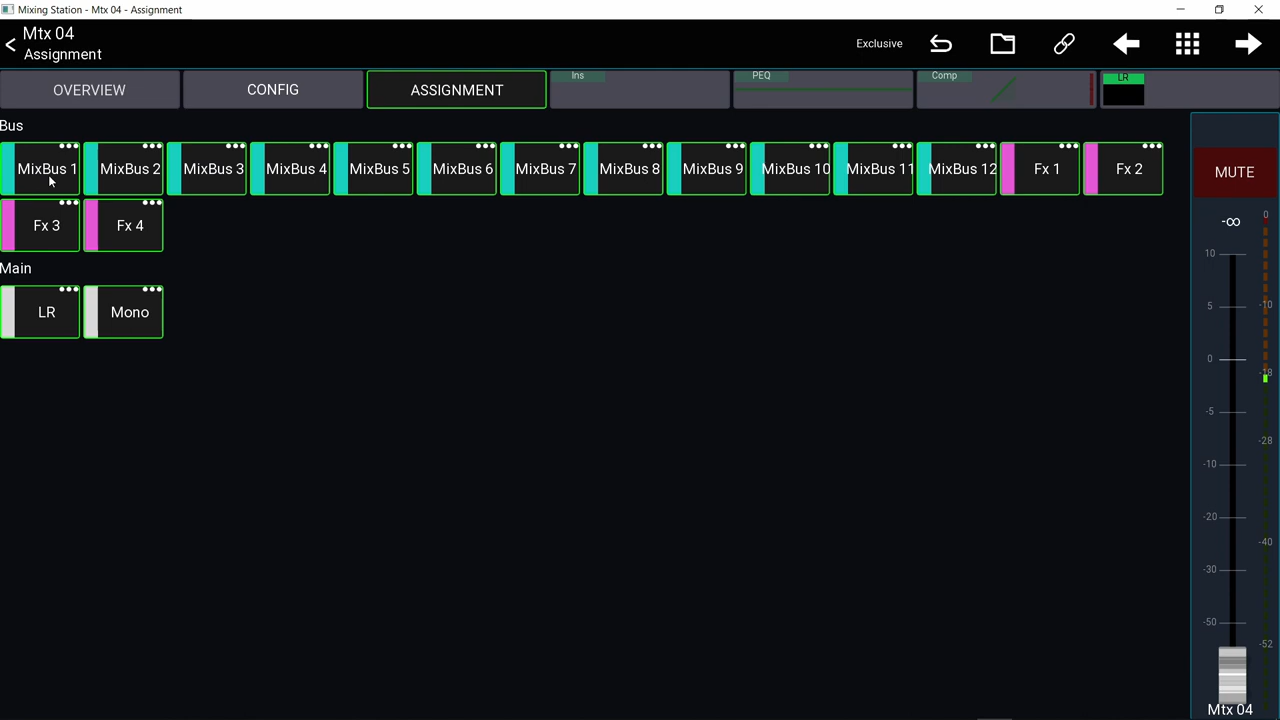 Mixing Station - Mtx 04 - Assignment
Mtx 04
Assignment
Exclusive
OVERVIEW CONFIG ASSIGNMENT Ins PEQ Comp LR
Bus
MixBus 1 MixBus 2 MixBus 3 MixBus 4 MixBus 5 MixBus 6 MixBus 7 MixBus 8 MixBus 9 MixBus 10 MixBus 11 MixBus 12 Fx 1 Fx 2
Fx 3 Fx 4
Main
LR Mono
MUTE
-∞ 0
10
5 -10
0 -18
-5
-10 -28
-20 -40
-30
-50 -52
Mtx 04